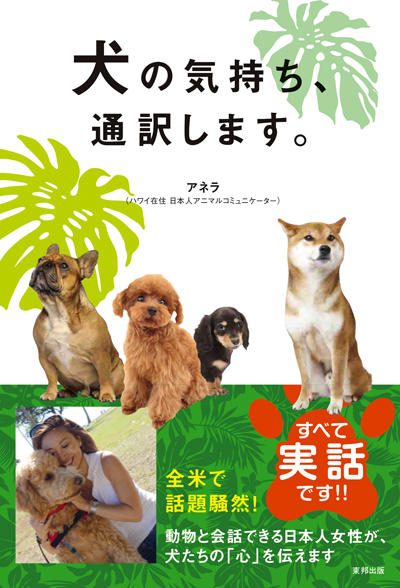 犬の気持ち、
通訳します。
アネラ
（ハワイ在住 日本人アニマルコミュニケーター）
すべて
実話
です!!
全米で
話題騒然！
動物と会話できる日本人女性が、
犬たちの「心」を伝えます
東邦出版